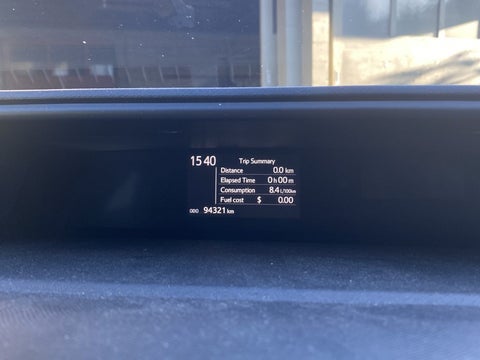 15 40 Trip Summary
Distance 0.0 km
Elapsed Time 0 h 00 m
Consumption 8.4 L/100km
Fuel cost $ 0.00
ODO 94321 km